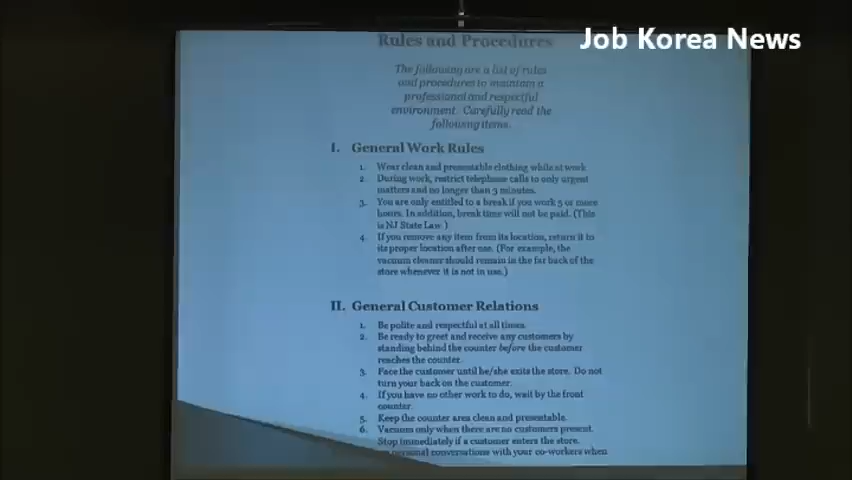 Job Korea News
Rules and Procedures
The following are a list of rules
and procedures to maintain a
professional and respectful
environment. Carefully read the
following items.
I. General Work Rules
1. Wear clean and presentable clothing while at work
2. During work, restrict telephone calls to only urgent
matters and no longer than 3 minutes.
3. You are only entitled to a break if you work 5 or more
hours. In addition, break time will not be paid. (This
is NJ State Law.)
4. If you remove any item from its location, return it to
its proper location after use. (For example, the
vacuum cleaner should remain in the far back of the
store whenever it is not in use.)
II. General Customer Relations
1. Be polite and respectful at all times.
2. Be ready to greet and receive any customers by
standing behind the counter before the customer
reaches the counter.
3. Face the customer until he/she exits the store. Do not
turn your back on the customer.
4. If you have no other work to do, wait by the front
counter.
5. Keep the counter area clean and presentable.
6. Vacuum only when there are no customers present.
Stop immediately if a customer enters the store.
personal conversations with your co-workers when